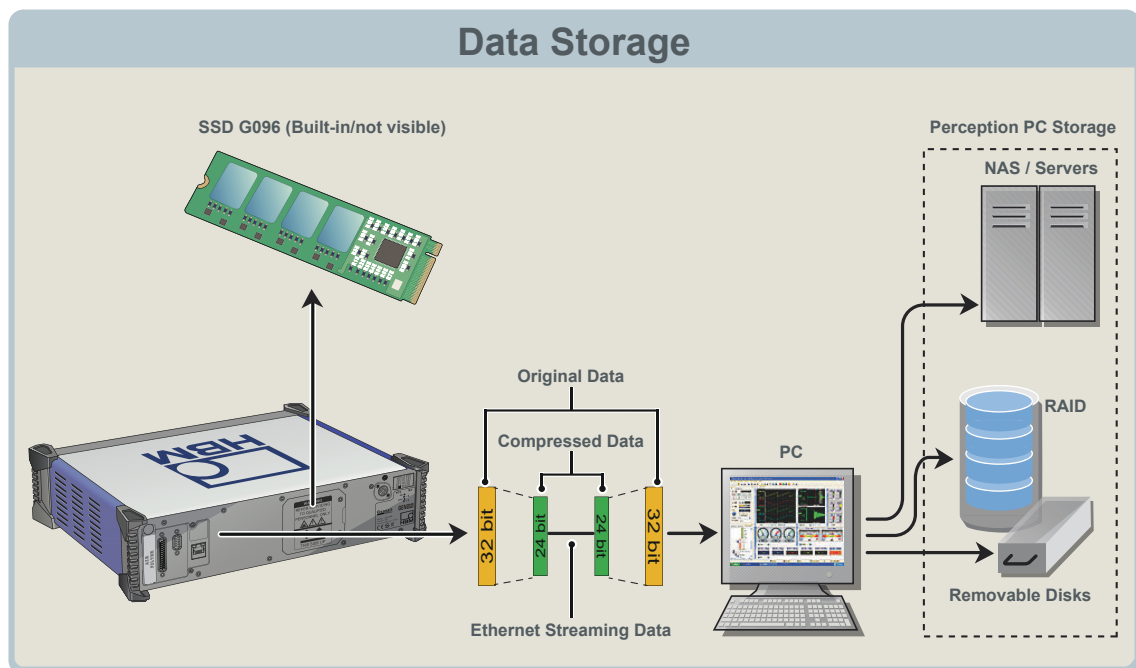 Data Storage
SSD G096 (Built-in/not visible)
Perception PC Storage
NAS / Servers
Original Data
RAID
Compressed Data
PC
HBM
32 bit
24 bit
24 bit
32 bit
Removable Disks
Ethernet Streaming Data